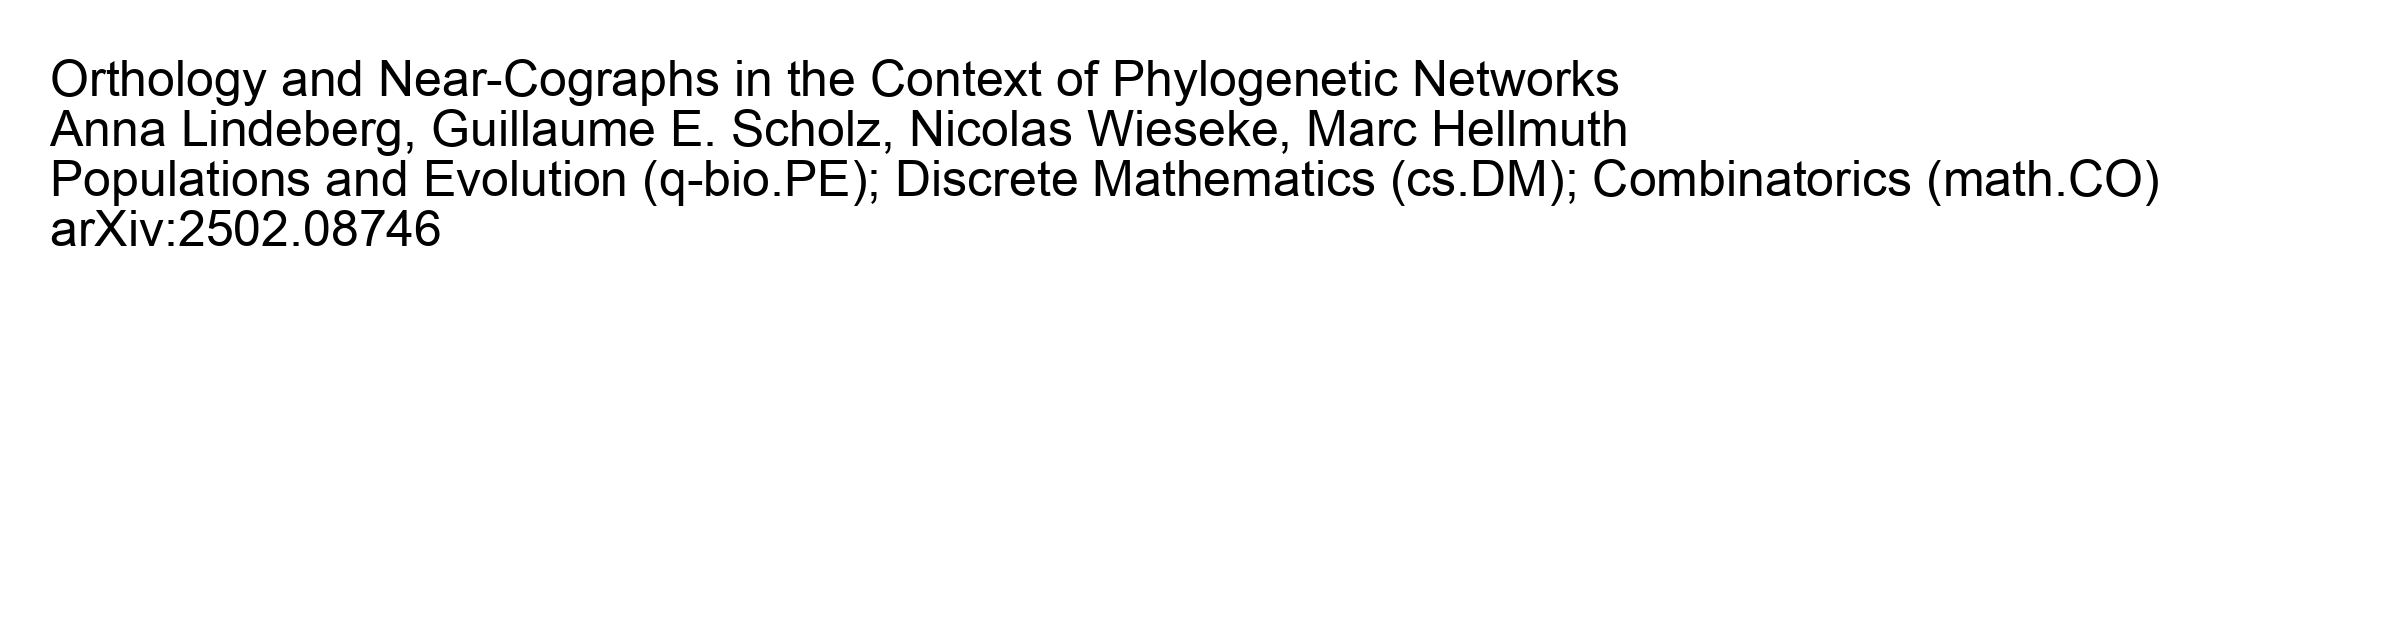 Orthology and Near-Cographs in the Context of Phylogenetic Networks
Anna Lindeberg, Guillaume E. Scholz, Nicolas Wieseke, Marc Hellmuth
Populations and Evolution (q-bio.PE); Discrete Mathematics (cs.DM); Combinatorics (math.CO)
arXiv:2502.08746